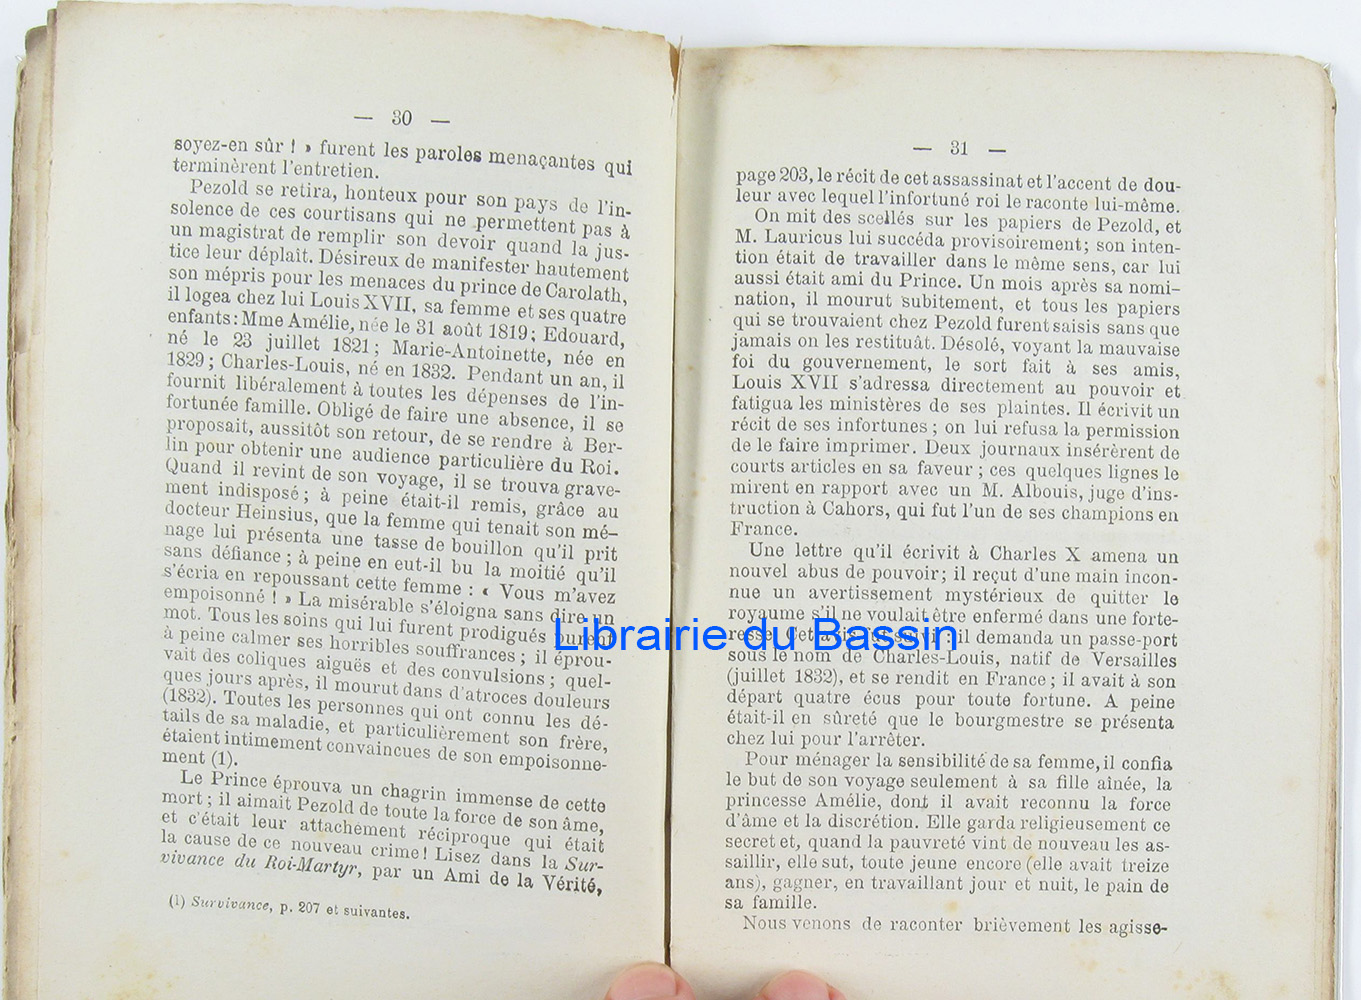 — 30 —
soyez-en sûr ! » furent les paroles menaçantes qui
terminèrent l'entretien.
Pezold se retira, honteux pour son pays de l'in-
solence de ces courtisans qui ne permettent pas à
un magistrat de remplir son devoir quand la jus-
tice leur déplaît. Désireux de manifester hautement
son mépris pour les menaces du prince de Carolath,
il logea chez lui Louis XVII, sa femme et ses quatre
enfants : Mme Amélie, née le 31 août 1819; Edouard,
né le 23 juillet 1821; Marie-Antoinette, née en
1829; Charles-Louis, né en 1832. Pendant un an, il
fournit libéralement à toutes les dépenses de l'in-
fortunée famille. Obligé de faire une absence, il se
proposait, aussitôt son retour, de se rendre à Ber-
lin pour obtenir une audience particulière du Roi.
Quand il revint de son voyage, il se trouva grave-
ment indisposé; à peine était-il remis, grâce au
docteur Heinsius, que la femme qui tenait son mé-
nage lui présenta une tasse de bouillon qu'il prit
sans défiance; à peine en eut-il bu la moitié qu'il
s'écria en repoussant cette femme : « Vous m'avez
empoisonné ! » La misérable s'éloigna sans dire un
mot. Tous les soins qui lui furent prodigués purent
à peine calmer ses horribles souffrances; il éprou-
vait des coliques aiguës et des convulsions; quel-
ques jours après, il mourut dans d'atroces douleurs
(1832). Toutes les personnes qui ont connu les dé-
tails de sa maladie, et particulièrement son frère,
étaient intimement convaincues de son empoisonne-
ment (1).
Le Prince éprouva un chagrin immense de cette
mort; il aimait Pezold de toute la force de son âme,
et c'était leur attachement réciproque qui était
la cause de ce nouveau crime! Lisez dans la Sur-
vivance du Roi-Martyr, par un Ami de la Vérité,
(1) Survivance, p. 207 et suivantes.
— 31 —
page 203, le récit de cet assassinat et l'accent de dou-
leur avec lequel l'infortuné roi le raconte lui-même.
On mit des scellés sur les papiers de Pezold, et
M. Lauricus lui succéda provisoirement; son inten-
tion était de travailler dans le même sens, car lui
aussi était ami du Prince. Un mois après sa nomi-
nation, il mourut subitement, et tous les papiers
qui se trouvaient chez Pezold furent saisis sans que
jamais on les restituât. Désolé, voyant la mauvaise
foi du gouvernement, le sort fait à ses amis,
Louis XVII s'adressa directement au pouvoir et
fatigua les ministères de ses plaintes. Il écrivit un
récit de ses infortunes; on lui refusa la permission
de le faire imprimer. Deux journaux insérèrent de
courts articles en sa faveur; ces quelques lignes le
mirent en rapport avec un M. Albouis, juge d'ins-
truction à Cahors, qui fut l'un de ses champions en
France.
Une lettre qu'il écrivit à Charles X amena un
nouvel abus de pouvoir; il reçut d'une main incon-
nue un avertissement mystérieux de quitter le
royaume s'il ne voulait être enfermé dans une forte-
resse. Cet avis fut suivi : il demanda un passe-port
sous le nom de Charles-Louis, natif de Versailles
(juillet 1832), et se rendit en France; il avait à son
départ quatre écus pour toute fortune. A peine
était-il en sûreté que le bourgmestre se présenta
chez lui pour l'arrêter.
Pour ménager la sensibilité de sa femme, il confia
le but de son voyage seulement à sa fille aînée, la
princesse Amélie, dont il avait reconnu la force
d'âme et la discrétion. Elle garda religieusement ce
secret et, quand la pauvreté vint de nouveau les as-
saillir, elle sut, toute jeune encore (elle avait treize
ans), gagner, en travaillant jour et nuit, le pain de
sa famille.
Nous venons de raconter brièvement les agisse-
Librairie du Bassin